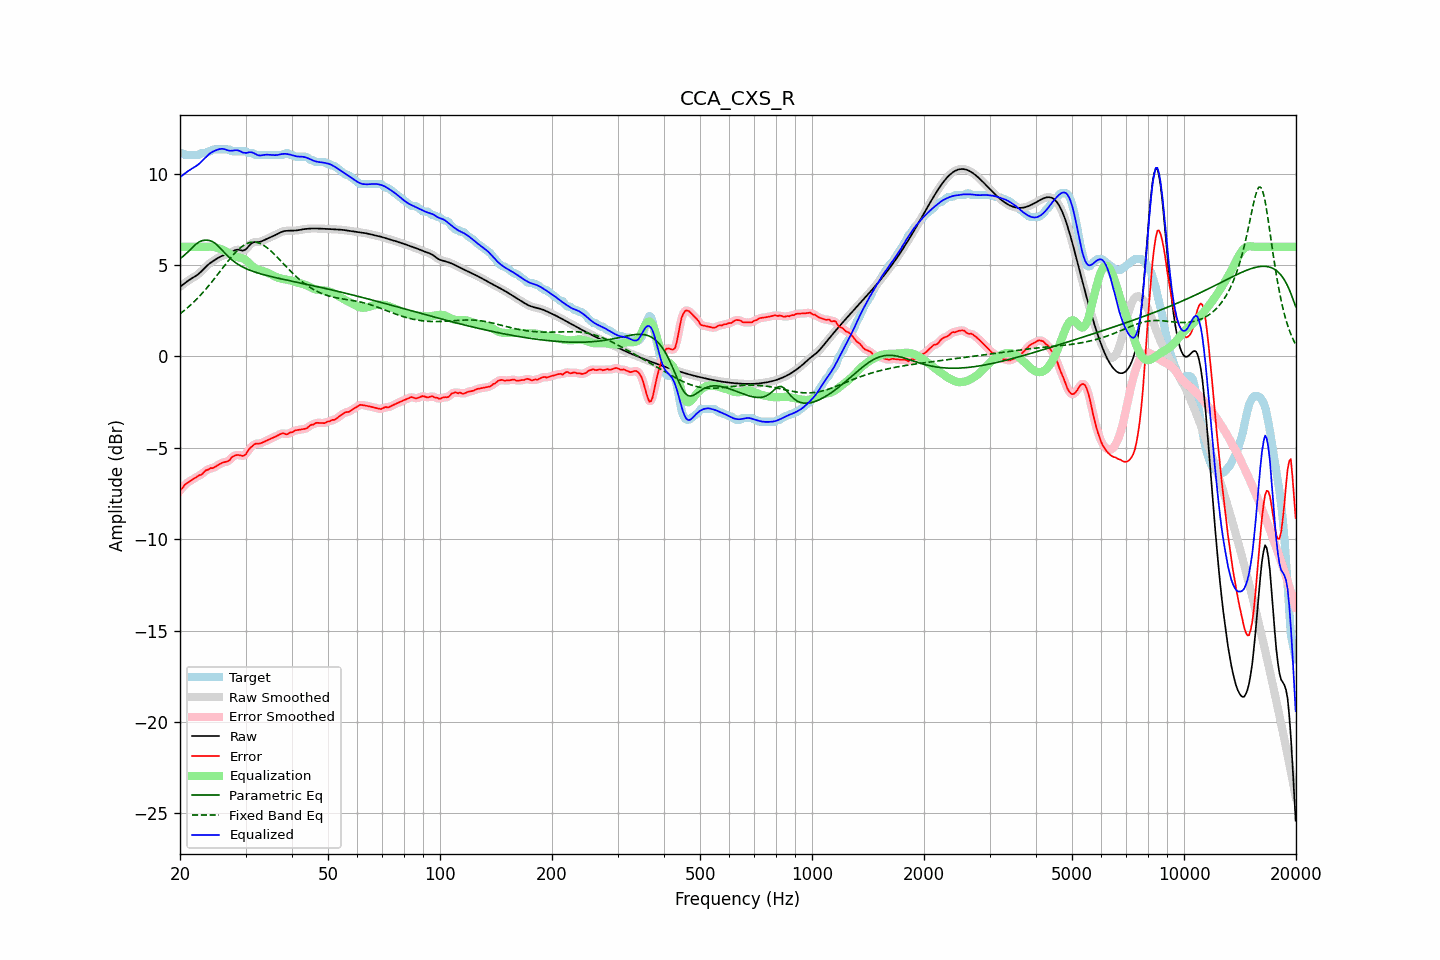 CCA_CXS_R
10
5
0
−5
−10
−15
−20
−25
Amplitude (dBr)
Target
Raw Smoothed
Error Smoothed
Raw
Error
Equalization
Parametric Eq
Fixed Band Eq
Equalized
20 50 100 200 500 1000 2000 5000 10000 20000
Frequency (Hz)